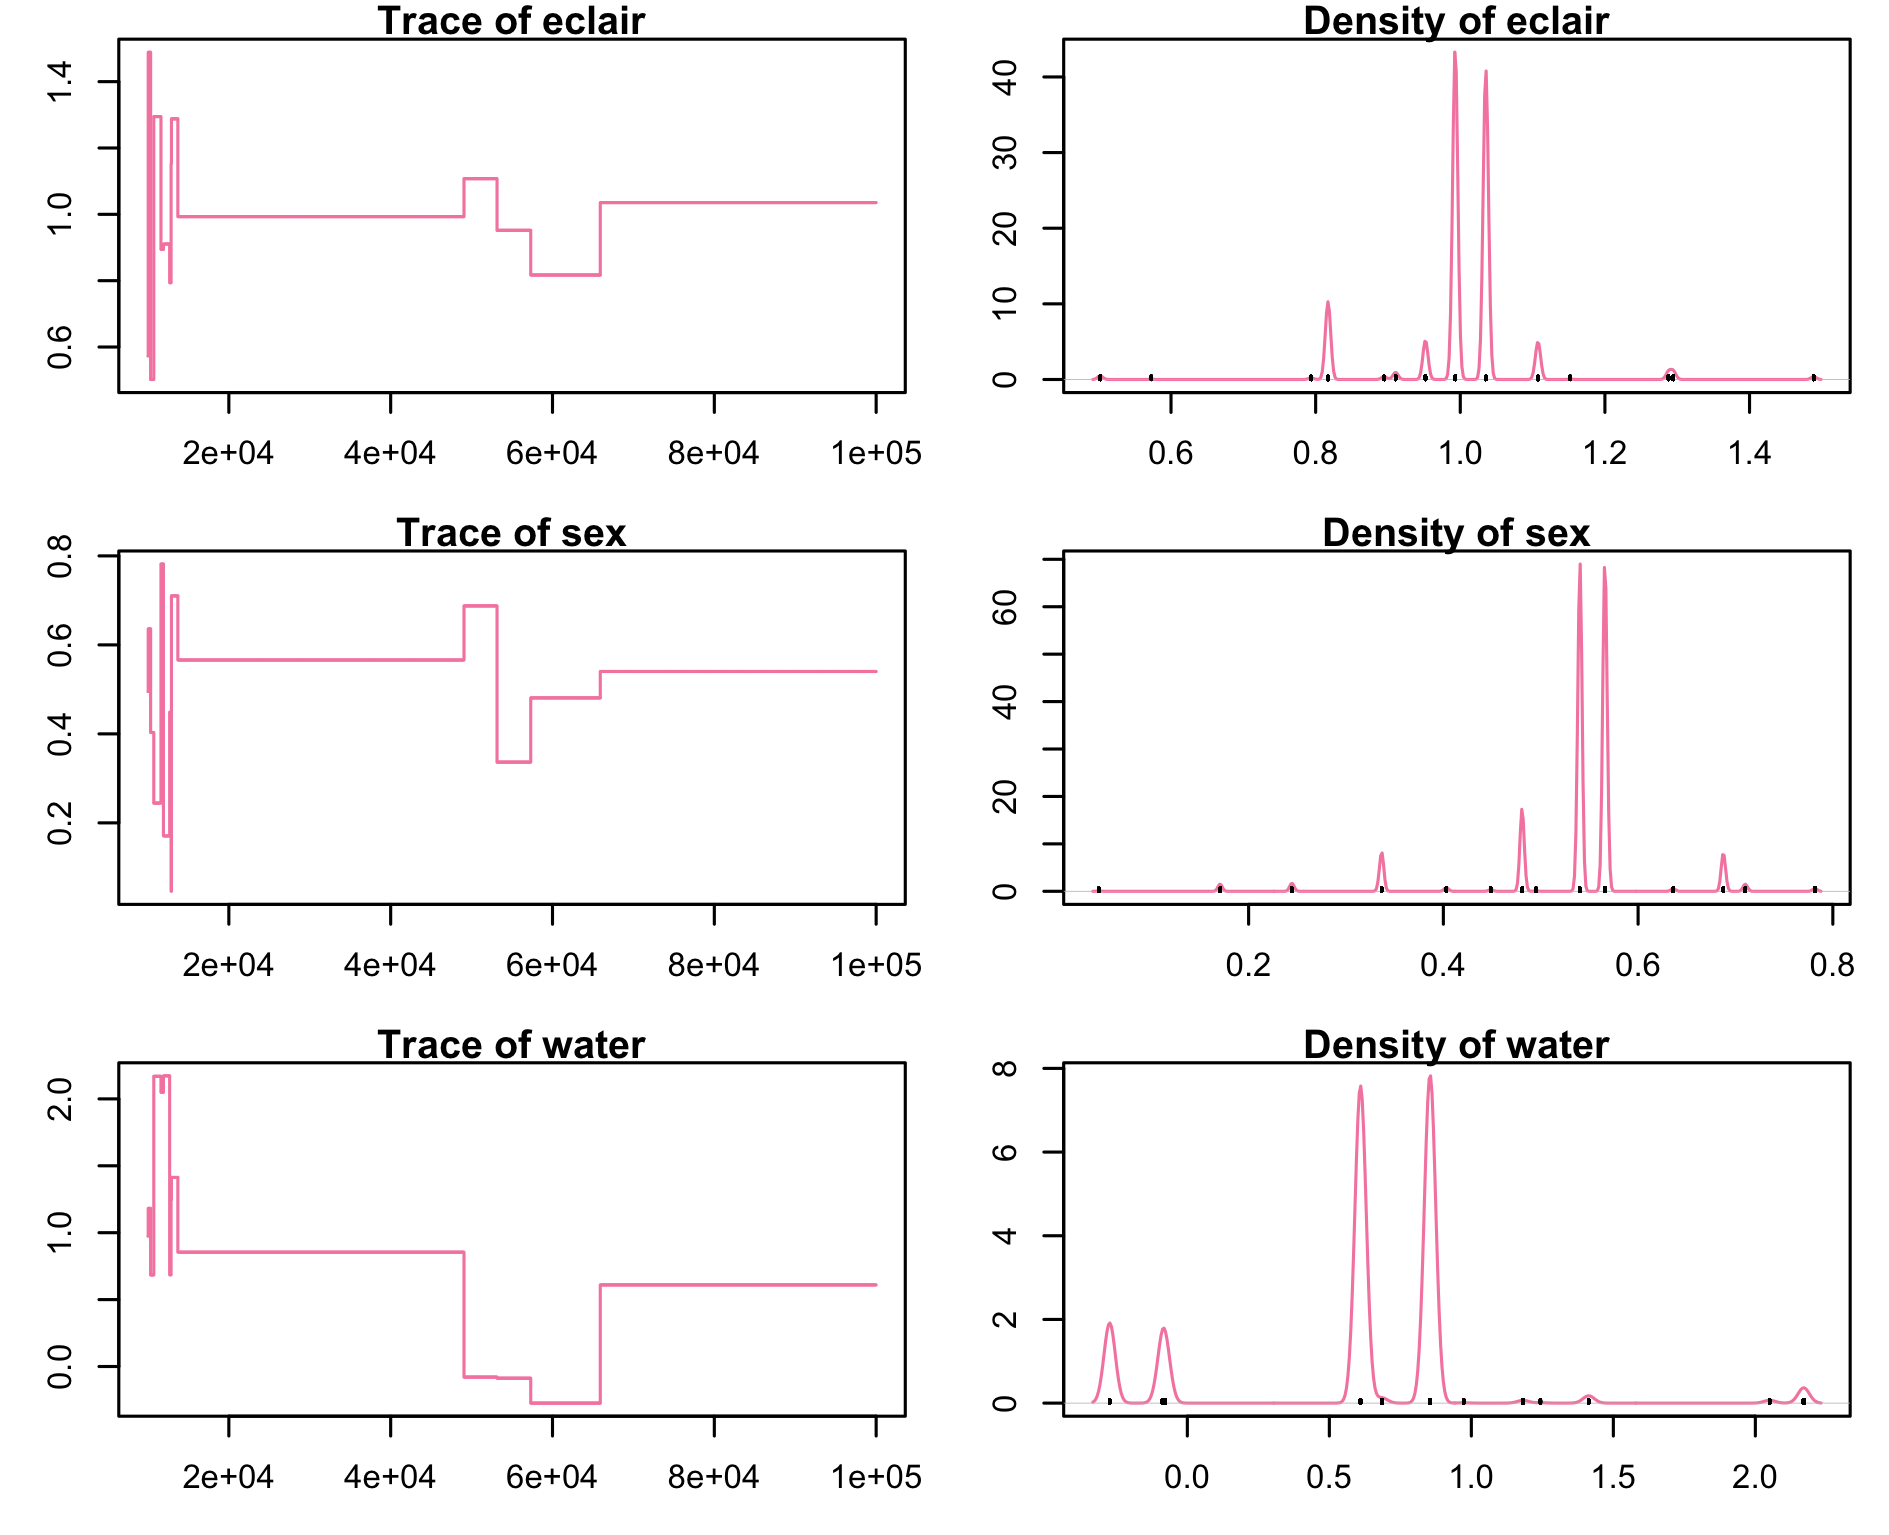 Trace of eclair
0.6 1.0 1.4
2e+04 4e+04 6e+04 8e+04 1e+05
Density of eclair
0 10 20 30 40
0.6 0.8 1.0 1.2 1.4
Trace of sex
0.2 0.4 0.6 0.8
2e+04 4e+04 6e+04 8e+04 1e+05
Density of sex
0 20 40 60
0.2 0.4 0.6 0.8
Trace of water
0.0 1.0 2.0
2e+04 4e+04 6e+04 8e+04 1e+05
Density of water
0 2 4 6 8
0.0 0.5 1.0 1.5 2.0